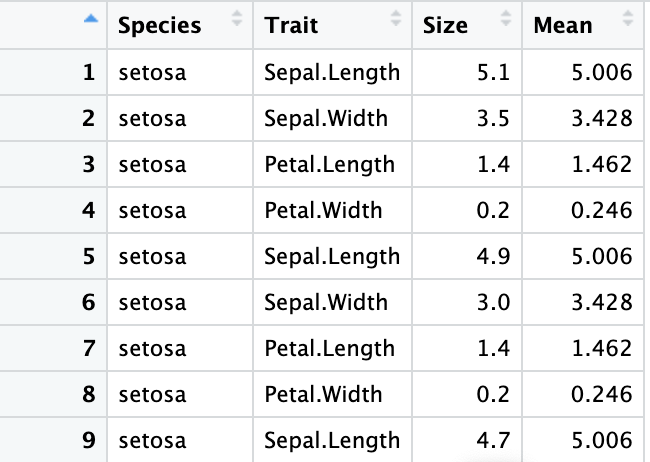 Species Trait Size Mean
1 setosa Sepal.Length 5.1 5.006
2 setosa Sepal.Width 3.5 3.428
3 setosa Petal.Length 1.4 1.462
4 setosa Petal.Width 0.2 0.246
5 setosa Sepal.Length 4.9 5.006
6 setosa Sepal.Width 3.0 3.428
7 setosa Petal.Length 1.4 1.462
8 setosa Petal.Width 0.2 0.246
9 setosa Sepal.Length 4.7 5.006